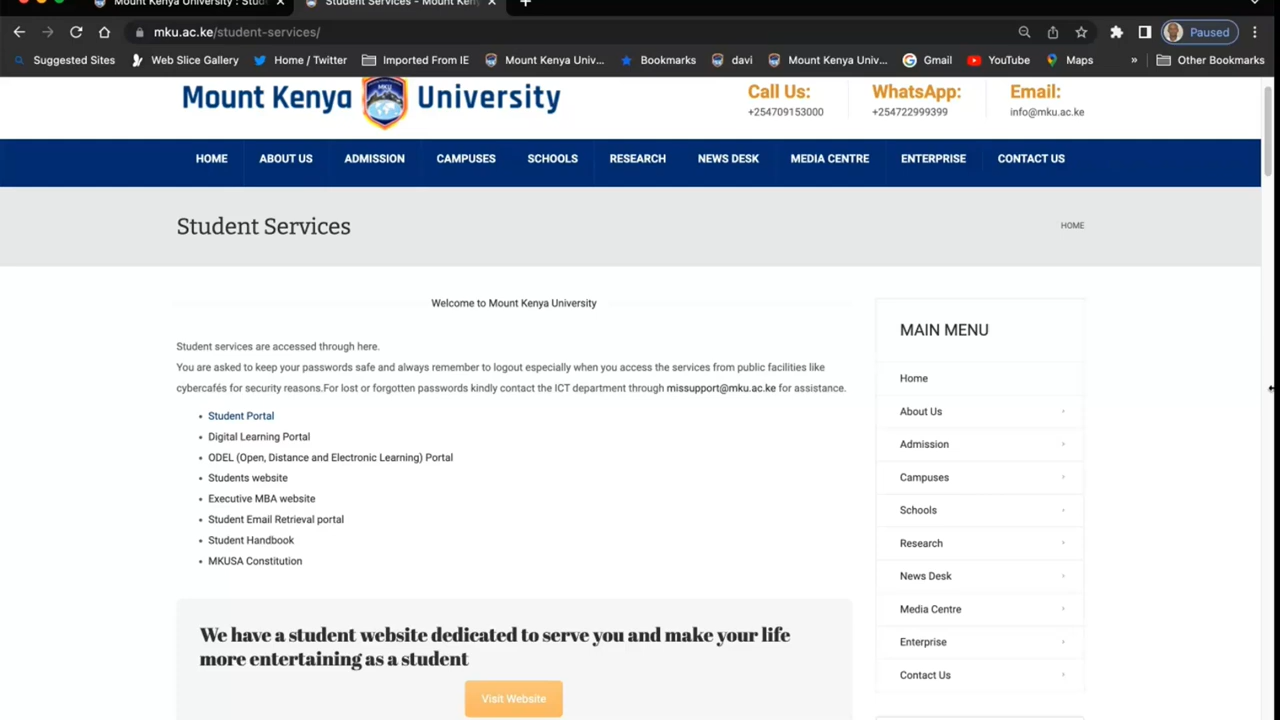 Mount Kenya University : Stud
Student Services - Mount Ken
mku.ac.ke/student-services/
Paused
Suggested Sites
Web Slice Gallery
Home / Twitter
Imported From IE
Mount Kenya Univ...
Bookmarks
davi
Mount Kenya Univ...
Gmail
YouTube
Maps
»
Other Bookmarks
Mount Kenya MKU University
Call Us:
+254709153000
WhatsApp:
+254722999399
Email:
info@mku.ac.ke
HOME
ABOUT US
ADMISSION
CAMPUSES
SCHOOLS
RESEARCH
NEWS DESK
MEDIA CENTRE
ENTERPRISE
CONTACT US
Student Services
HOME
Welcome to Mount Kenya University
Student services are accessed through here.
You are asked to keep your passwords safe and always remember to logout especially when you access the services from public facilities like
cybercafés for security reasons.For lost or forgotten passwords kindly contact the ICT department through missupport@mku.ac.ke for assistance.
• Student Portal
• Digital Learning Portal
• ODEL (Open, Distance and Electronic Learning) Portal
• Students website
• Executive MBA website
• Student Email Retrieval portal
• Student Handbook
• MKUSA Constitution
We have a student website dedicated to serve you and make your life
more entertaining as a student
Visit Website
MAIN MENU
Home
About Us
Admission
Campuses
Schools
Research
News Desk
Media Centre
Enterprise
Contact Us